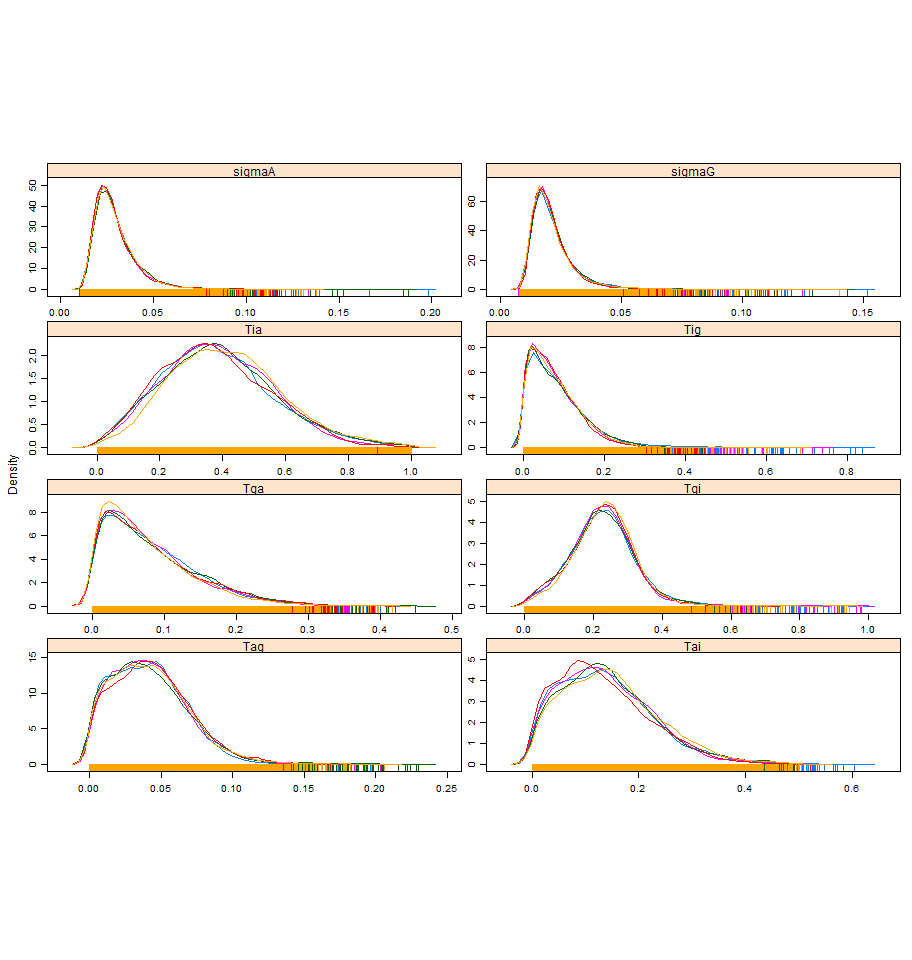 sigmaA
sigmaG
0 10 20 30 40 50
0 20 40 60
0.00 0.05 0.10 0.15 0.20
0.00 0.05 0.10 0.15
Tia
Tig
0.0 0.5 1.0 1.5 2.0
0 2 4 6 8
0.0 0.2 0.4 0.6 0.8 1.0
0.0 0.2 0.4 0.6 0.8
Density
Tga
Tgi
0 2 4 6 8
0 1 2 3 4 5
0.0 0.1 0.2 0.3 0.4 0.5
0.0 0.2 0.4 0.6 0.8 1.0
Tag
Tai
0 5 10 15
0 1 2 3 4 5
0.00 0.05 0.10 0.15 0.20 0.25
0.0 0.2 0.4 0.6